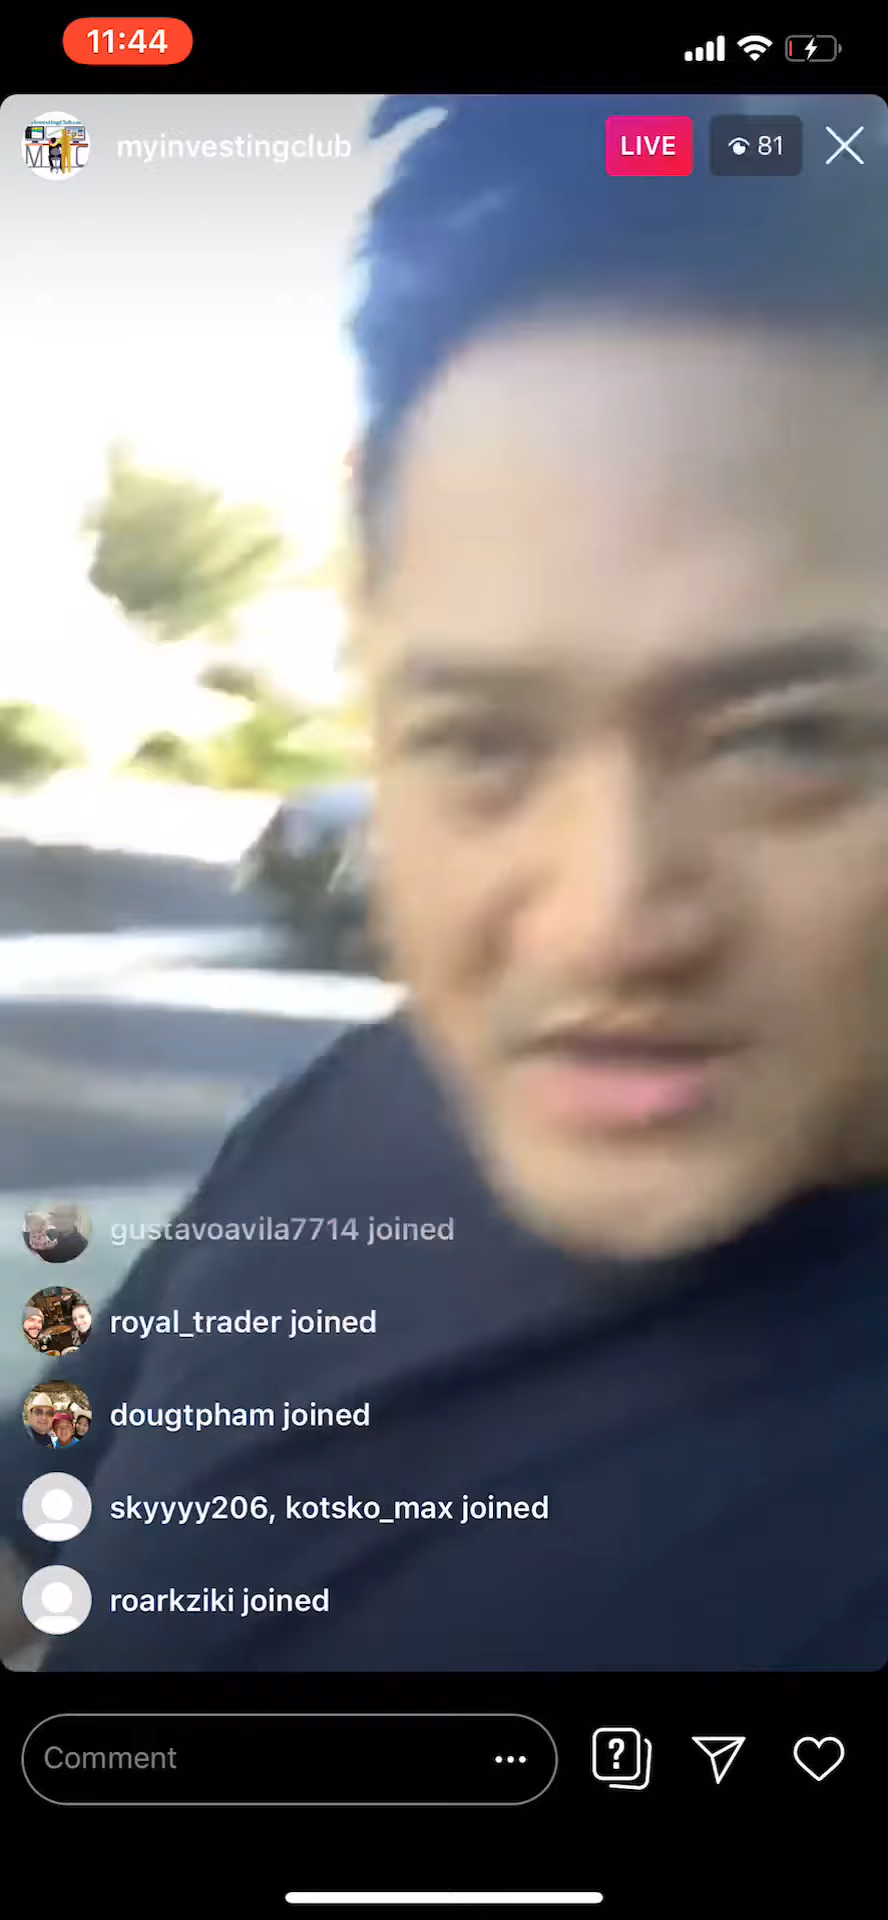 11:44
myinvestingclub
LIVE
81
gustavoavila7714 joined
royal_trader joined
dougtpham joined
skyyyy206, kotsko_max joined
roarkziki joined
Comment